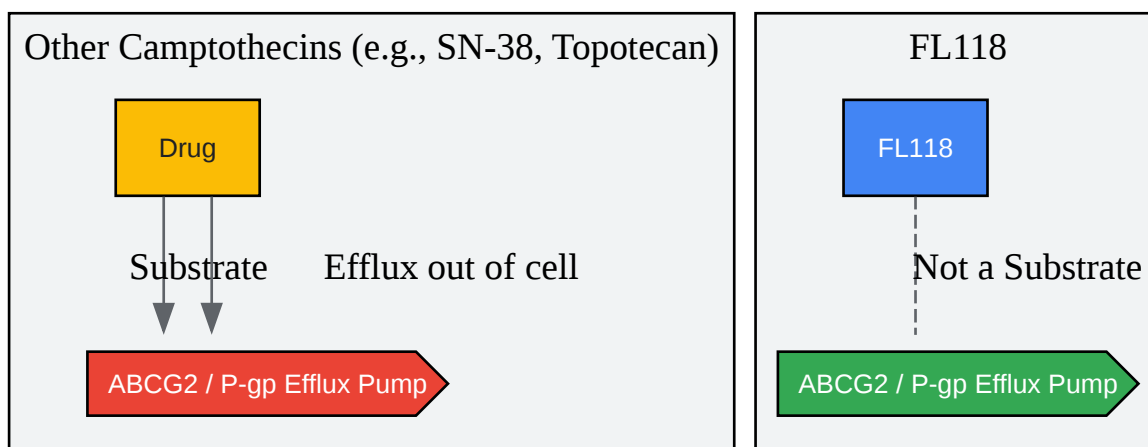 Other Camptothecins (e.g., SN-38, Topotecan)
Drug
Substrate
Efflux out of cell
ABCG2 / P-gp Efflux Pump
FL118
FL118
Not a Substrate
ABCG2 / P-gp Efflux Pump